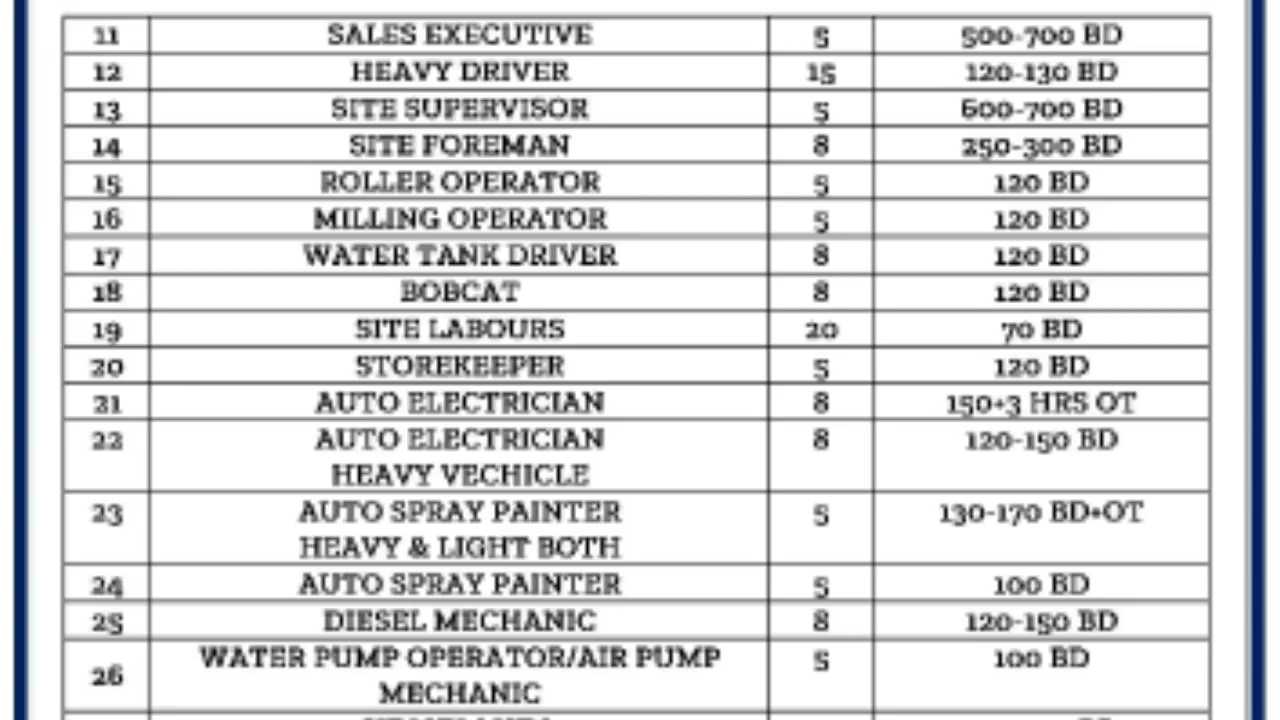 11 SALES EXECUTIVE 5 500-700 BD
12 HEAVY DRIVER 15 120-130 BD
13 SITE SUPERVISOR 5 600-700 BD
14 SITE FOREMAN 8 250-300 BD
15 ROLLER OPERATOR 5 120 BD
16 MILLING OPERATOR 5 120 BD
17 WATER TANK DRIVER 8 120 BD
18 BOBCAT 8 120 BD
19 SITE LABOURS 20 70 BD
20 STOREKEEPER 5 120 BD
21 AUTO ELECTRICIAN 8 150+3 HRS OT
22 AUTO ELECTRICIAN 8 120-150 BD
HEAVY VECHICLE
23 AUTO SPRAY PAINTER 5 130-170 BD+OT
HEAVY & LIGHT BOTH
24 AUTO SPRAY PAINTER 5 100 BD
25 DIESEL MECHANIC 8 120-150 BD
26 WATER PUMP OPERATOR/AIR PUMP 5 100 BD
MECHANIC